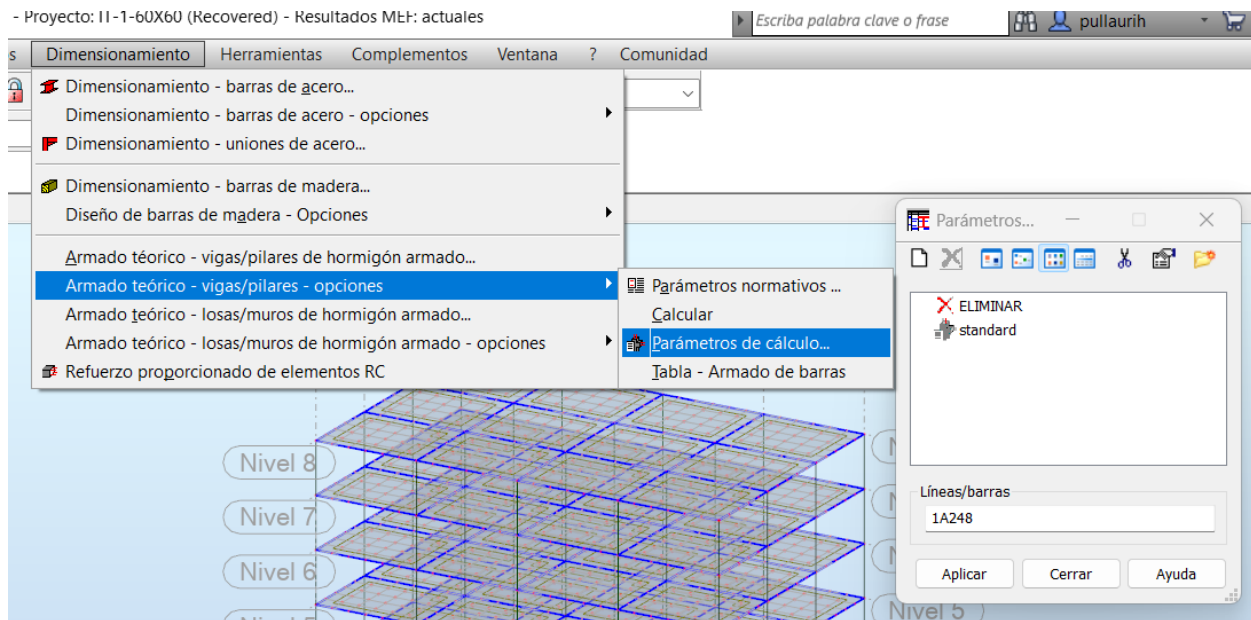 - Proyecto: IT-1-60X60 (Recovered) - Resultados MEF: actuales
Escriba palabra clave o frase
pullaurih
s Dimensionamiento Herramientas Complementos Ventana ? Comunidad
Dimensionamiento - barras de acero...
Dimensionamiento - barras de acero - opciones
Dimensionamiento - uniones de acero...
Dimensionamiento - barras de madera...
Diseño de barras de madera - Opciones
Armado téorico - vigas/pilares de hormigón armado...
Armado teórico - vigas/pilares - opciones
Armado teórico - losas/muros de hormigón armado...
Armado teórico - losas/muros de hormigón armado - opciones
Refuerzo proporcionado de elementos RC
Parámetros normativos ...
Calcular
Parámetros de cálculo...
Tabla - Armado de barras
Parámetros...
ELIMINAR
standard
Líneas/barras
1A248
Aplicar Cerrar Ayuda
Nivel 8
Nivel 7
Nivel 6
Nivel 5